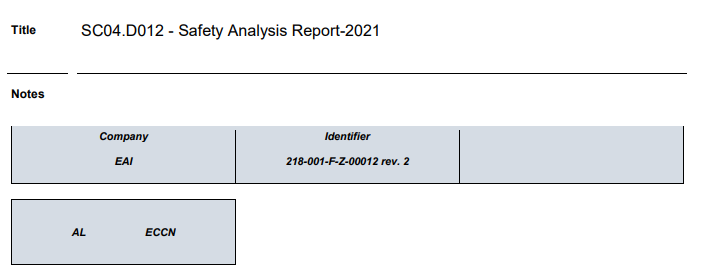 Title SC04.D012 - Safety Analysis Report-2021
Notes
Company Identifier
EAI 218-001-F-Z-00012 rev. 2
AL ECCN